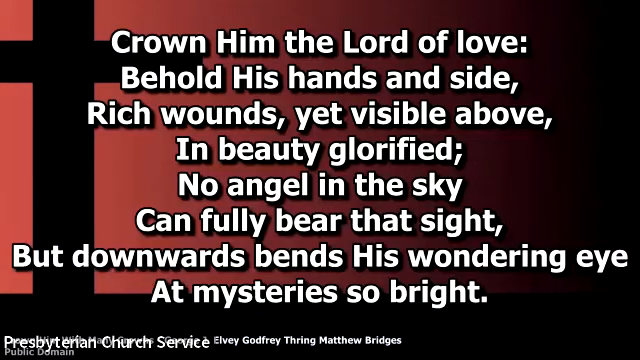 Crown Him the Lord of love:
Behold His hands and side,
Rich wounds, yet visible above,
In beauty glorified;
No angel in the sky
Can fully bear that sight,
But downwards bends His wondering eye
At mysteries so bright.
Presbyterian Church Service Elvey Godfrey Thring Matthew Bridges
Public Domain